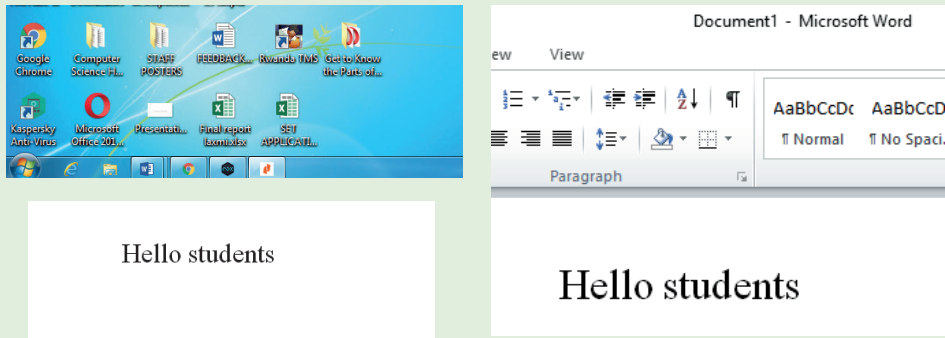 Google Chrome
Computer Science H...
STAFF POSTERS
FEEDBACK...
Rwanda TMS
Get to Know the Parts of...
Kaspersky Anti-Virus
Microsoft Office 201...
Presentati...
Final report laxmi.xlsx
SET APPLICATI...
Hello students
Document1 - Microsoft Word
ew View
AaBbCcDc AaBbCcD
¶ Normal ¶ No Spaci.
Paragraph
Hello students